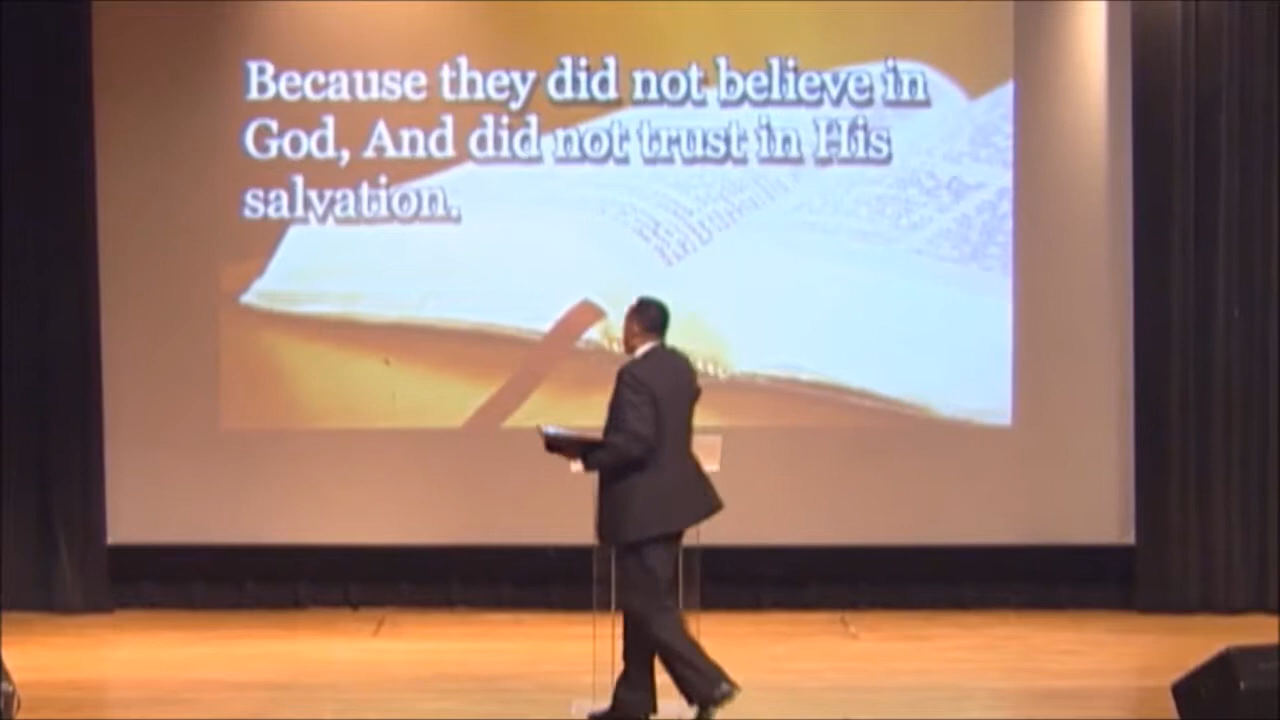 Because they did not believe in
God, And did not trust in His
salvation.